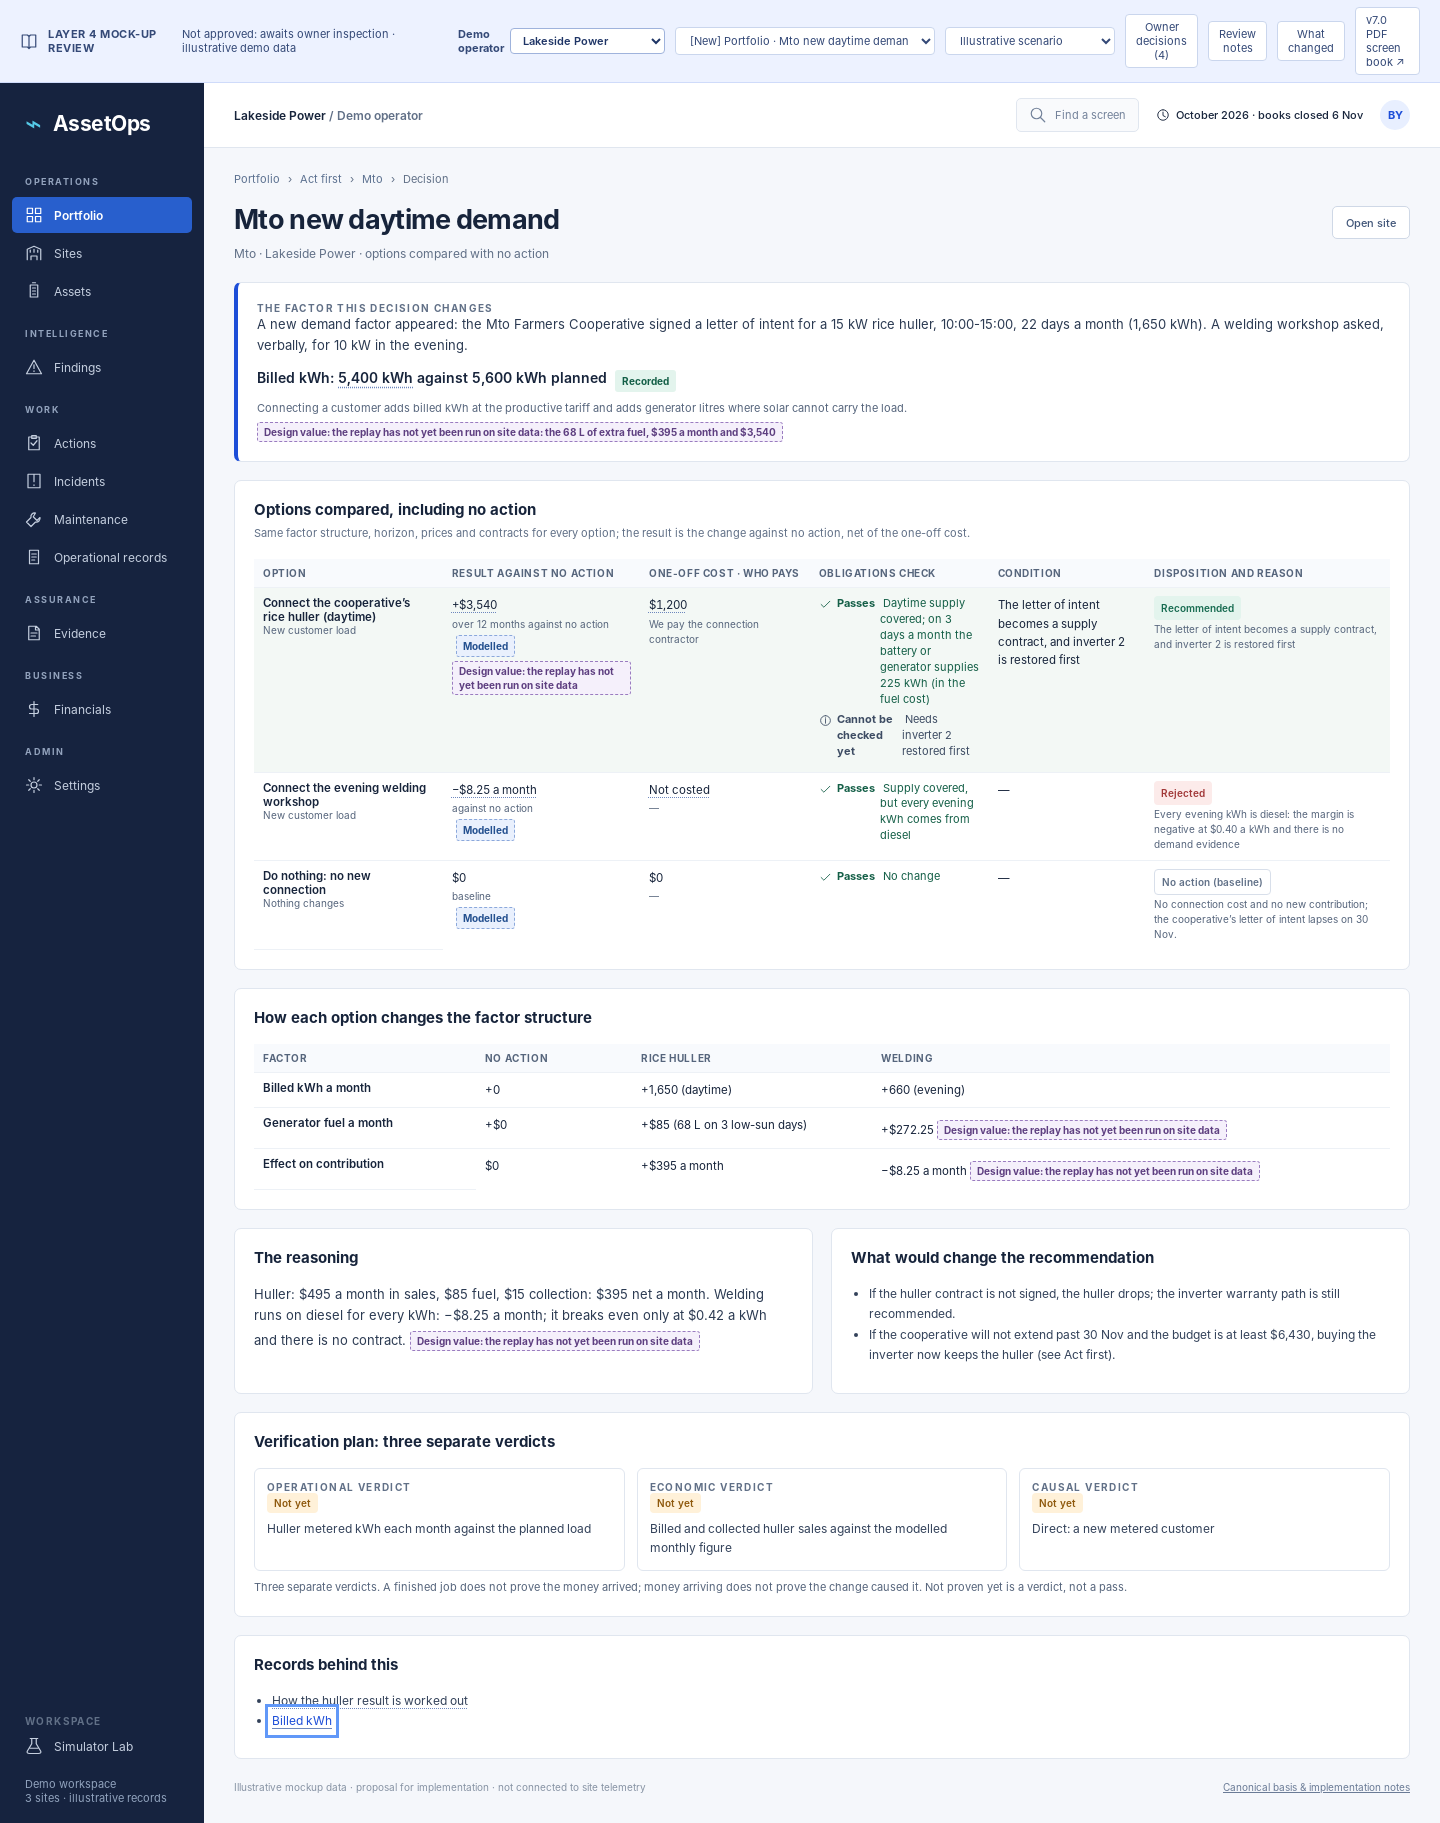 LAYER 4 MOCK-UP
REVIEW
Not approved: awaits owner inspection ·
illustrative demo data
Demo
operator
Lakeside Power
[New] Portfolio · Mto new daytime deman
Illustrative scenario
Owner
decisions
(4)
Review
notes
What
changed
v7.0
PDF
screen
book ↗
AssetOps
OPERATIONS
Portfolio
Sites
Assets
INTELLIGENCE
Findings
WORK
Actions
Incidents
Maintenance
Operational records
ASSURANCE
Evidence
BUSINESS
Financials
ADMIN
Settings
WORKSPACE
Simulator Lab
Demo workspace
3 sites · illustrative records
Lakeside Power / Demo operator
Find a screen
October 2026 · books closed 6 Nov
BY
Portfolio › Act first › Mto › Decision
Mto new daytime demand
Open site
Mto · Lakeside Power · options compared with no action
THE FACTOR THIS DECISION CHANGES
A new demand factor appeared: the Mto Farmers Cooperative signed a letter of intent for a 15 kW rice huller, 10:00-15:00, 22 days a month (1,650 kWh). A welding workshop asked,
verbally, for 10 kW in the evening.
Billed kWh: 5,400 kWh against 5,600 kWh planned Recorded
Connecting a customer adds billed kWh at the productive tariff and adds generator litres where solar cannot carry the load.
Design value: the replay has not yet been run on site data: the 68 L of extra fuel, $395 a month and $3,540
Options compared, including no action
Same factor structure, horizon, prices and contracts for every option; the result is the change against no action, net of the one-off cost.
OPTION RESULT AGAINST NO ACTION ONE-OFF COST · WHO PAYS OBLIGATIONS CHECK CONDITION DISPOSITION AND REASON
Connect the cooperative's
rice huller (daytime)
New customer load
+$3,540
over 12 months against no action
Modelled
Design value: the replay has not
yet been run on site data
$1,200
We pay the connection
contractor
Passes Daytime supply
covered; on 3
days a month the
battery or
generator supplies
225 kWh (in the
fuel cost)
Cannot be Needs
checked inverter 2
yet restored first
The letter of intent
becomes a supply
contract, and inverter 2
is restored first
Recommended
The letter of intent becomes a supply contract,
and inverter 2 is restored first
Connect the evening welding
workshop
New customer load
−$8.25 a month
against no action
Modelled
Not costed
—
Passes Supply covered,
but every evening
kWh comes from
diesel
—
Rejected
Every evening kWh is diesel: the margin is
negative at $0.40 a kWh and there is no
demand evidence
Do nothing: no new
connection
Nothing changes
$0
baseline
Modelled
$0
—
Passes No change
—
No action (baseline)
No connection cost and no new contribution;
the cooperative's letter of intent lapses on 30
Nov.
How each option changes the factor structure
FACTOR NO ACTION RICE HULLER WELDING
Billed kWh a month +0 +1,650 (daytime) +660 (evening)
Generator fuel a month +$0 +$85 (68 L on 3 low-sun days) +$272.25 Design value: the replay has not yet been run on site data
Effect on contribution $0 +$395 a month −$8.25 a month Design value: the replay has not yet been run on site data
The reasoning
Huller: $495 a month in sales, $85 fuel, $15 collection: $395 net a month. Welding
runs on diesel for every kWh: −$8.25 a month; it breaks even only at $0.42 a kWh
and there is no contract. Design value: the replay has not yet been run on site data
What would change the recommendation
• If the huller contract is not signed, the huller drops; the inverter warranty path is still
recommended.
• If the cooperative will not extend past 30 Nov and the budget is at least $6,430, buying the
inverter now keeps the huller (see Act first).
Verification plan: three separate verdicts
OPERATIONAL VERDICT
Not yet
Huller metered kWh each month against the planned load
ECONOMIC VERDICT
Not yet
Billed and collected huller sales against the modelled
monthly figure
CAUSAL VERDICT
Not yet
Direct: a new metered customer
Three separate verdicts. A finished job does not prove the money arrived; money arriving does not prove the change caused it. Not proven yet is a verdict, not a pass.
Records behind this
• How the huller result is worked out
• Billed kWh
Illustrative mockup data · proposal for implementation · not connected to site telemetry
Canonical basis & implementation notes